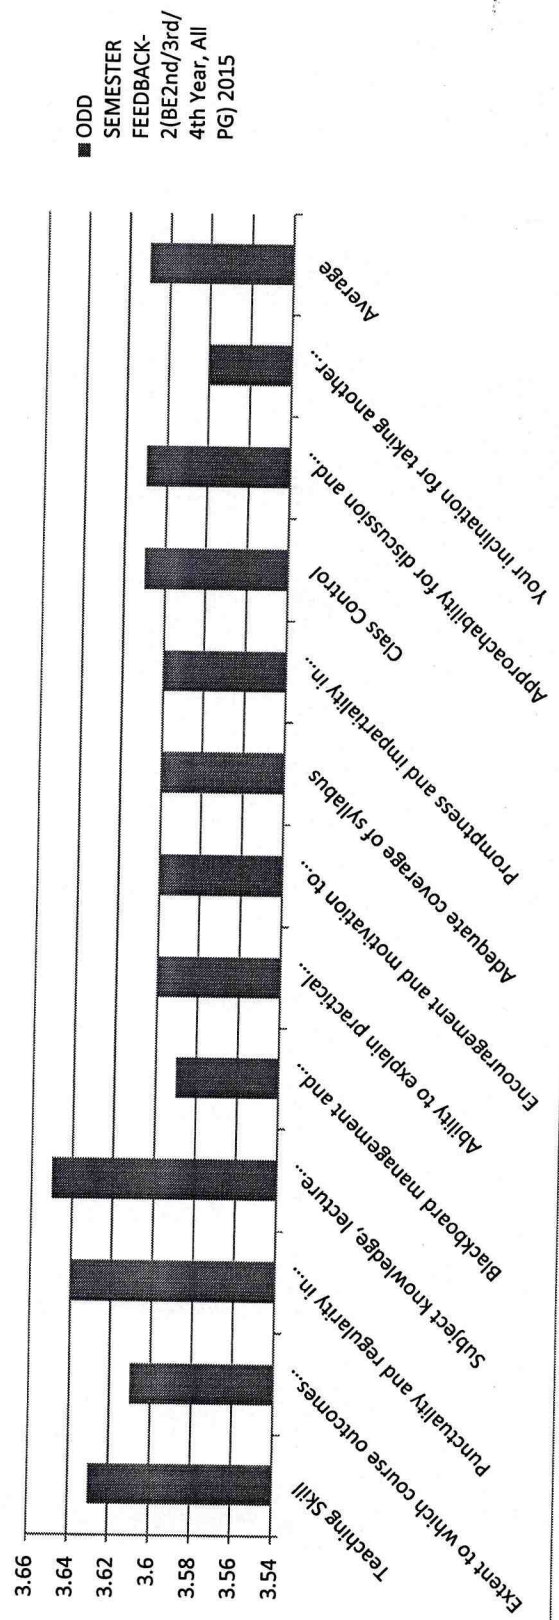 3.66
3.64
3.62
3.6
3.58
3.56
3.54
Teaching Skill
Extent to which course outcomes...
Punctuality and regularity in...
Subject knowledge, lecture...
Blackboard management and...
Ability to explain practical...
Encouragement and motivation to...
Adequate coverage of syllabus
Promptness and impartiality in...
Class Control
Approachability for discussion and...
Your inclination for taking another...
Average
ODD
SEMESTER
FEEDBACK-
2(BE2nd/3rd/
4th Year, All
PG) 2015